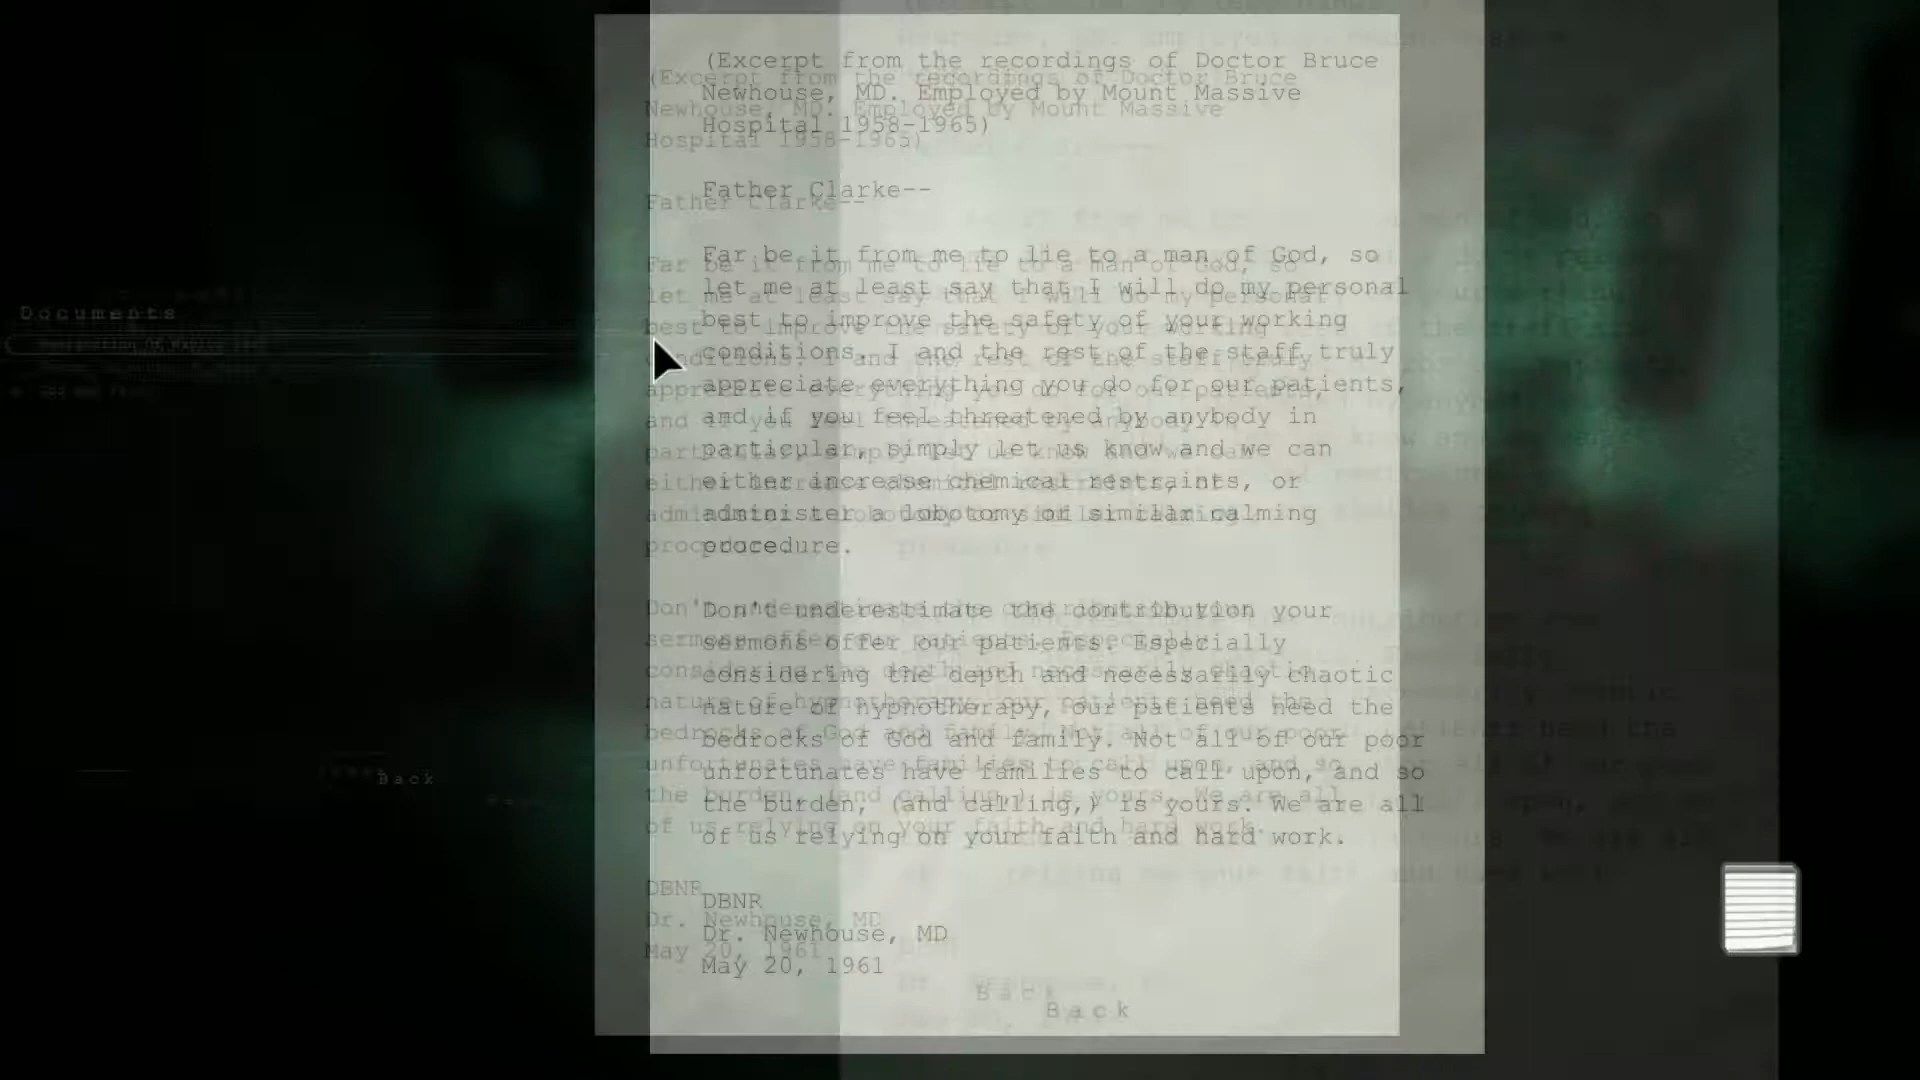 (Excerpt from the recordings of Doctor Bruce
Newhouse, MD. Employed by Mount Massive
Hospital 1958-1965)
Father Clarke--
Far be it from me to lie to a man of God, so
let me at least say that I will do my personal
best to improve the safety of your working
conditions. I and the rest of the staff truly
appreciate everything you do for our patients,
and if you feel threatened by anybody in
particular, simply let us know and we can
either increase chemical restraints, or
administer a lobotomy or similar calming
procedure.
Don't underestimate the contribution your
sermons offer our patients. Especially
considering the depth and necessarily chaotic
nature of hypnotherapy, our patients need the
bedrocks of God and family. Not all of our poor
unfortunates have families to call upon, and so
the burden, (and calling,) is yours. We are all
of us relying on your faith and hard work.
DBNR
Dr. Newhouse, MD
May 20, 1961
Back
Documents
Back